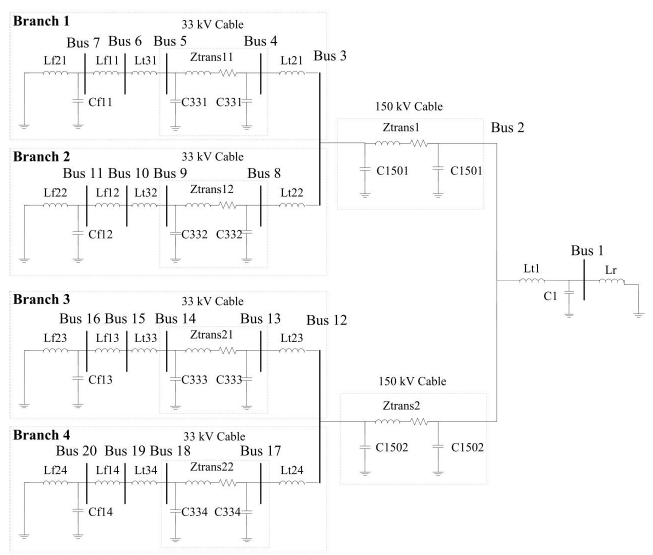 Branch 1
33 kV Cable
Bus 7 Bus 6 Bus 5 Bus 4
Bus 3
Lf21 Lf11 Lt31 Ztrans11 Lt21
Cf11 C331 C331
150 kV Cable
Ztrans1
Bus 2
C1501 C1501
Branch 2
33 kV Cable
Bus 11 Bus 10 Bus 9 Bus 8
Lf22 Lf12 Lt32 Ztrans12 Lt22
Cf12 C332 C332
Bus 1
Lt1 Lr
C1
Branch 3
33 kV Cable
Bus 16 Bus 15 Bus 14 Bus 13 Bus 12
Lf23 Lf13 Lt33 Ztrans21 Lt23
Cf13 C333 C333
150 kV Cable
Ztrans2
C1502 C1502
Branch 4
33 kV Cable
Bus 20 Bus 19 Bus 18 Bus 17
Lf24 Lf14 Lt34 Ztrans22 Lt24
Cf14 C334 C334